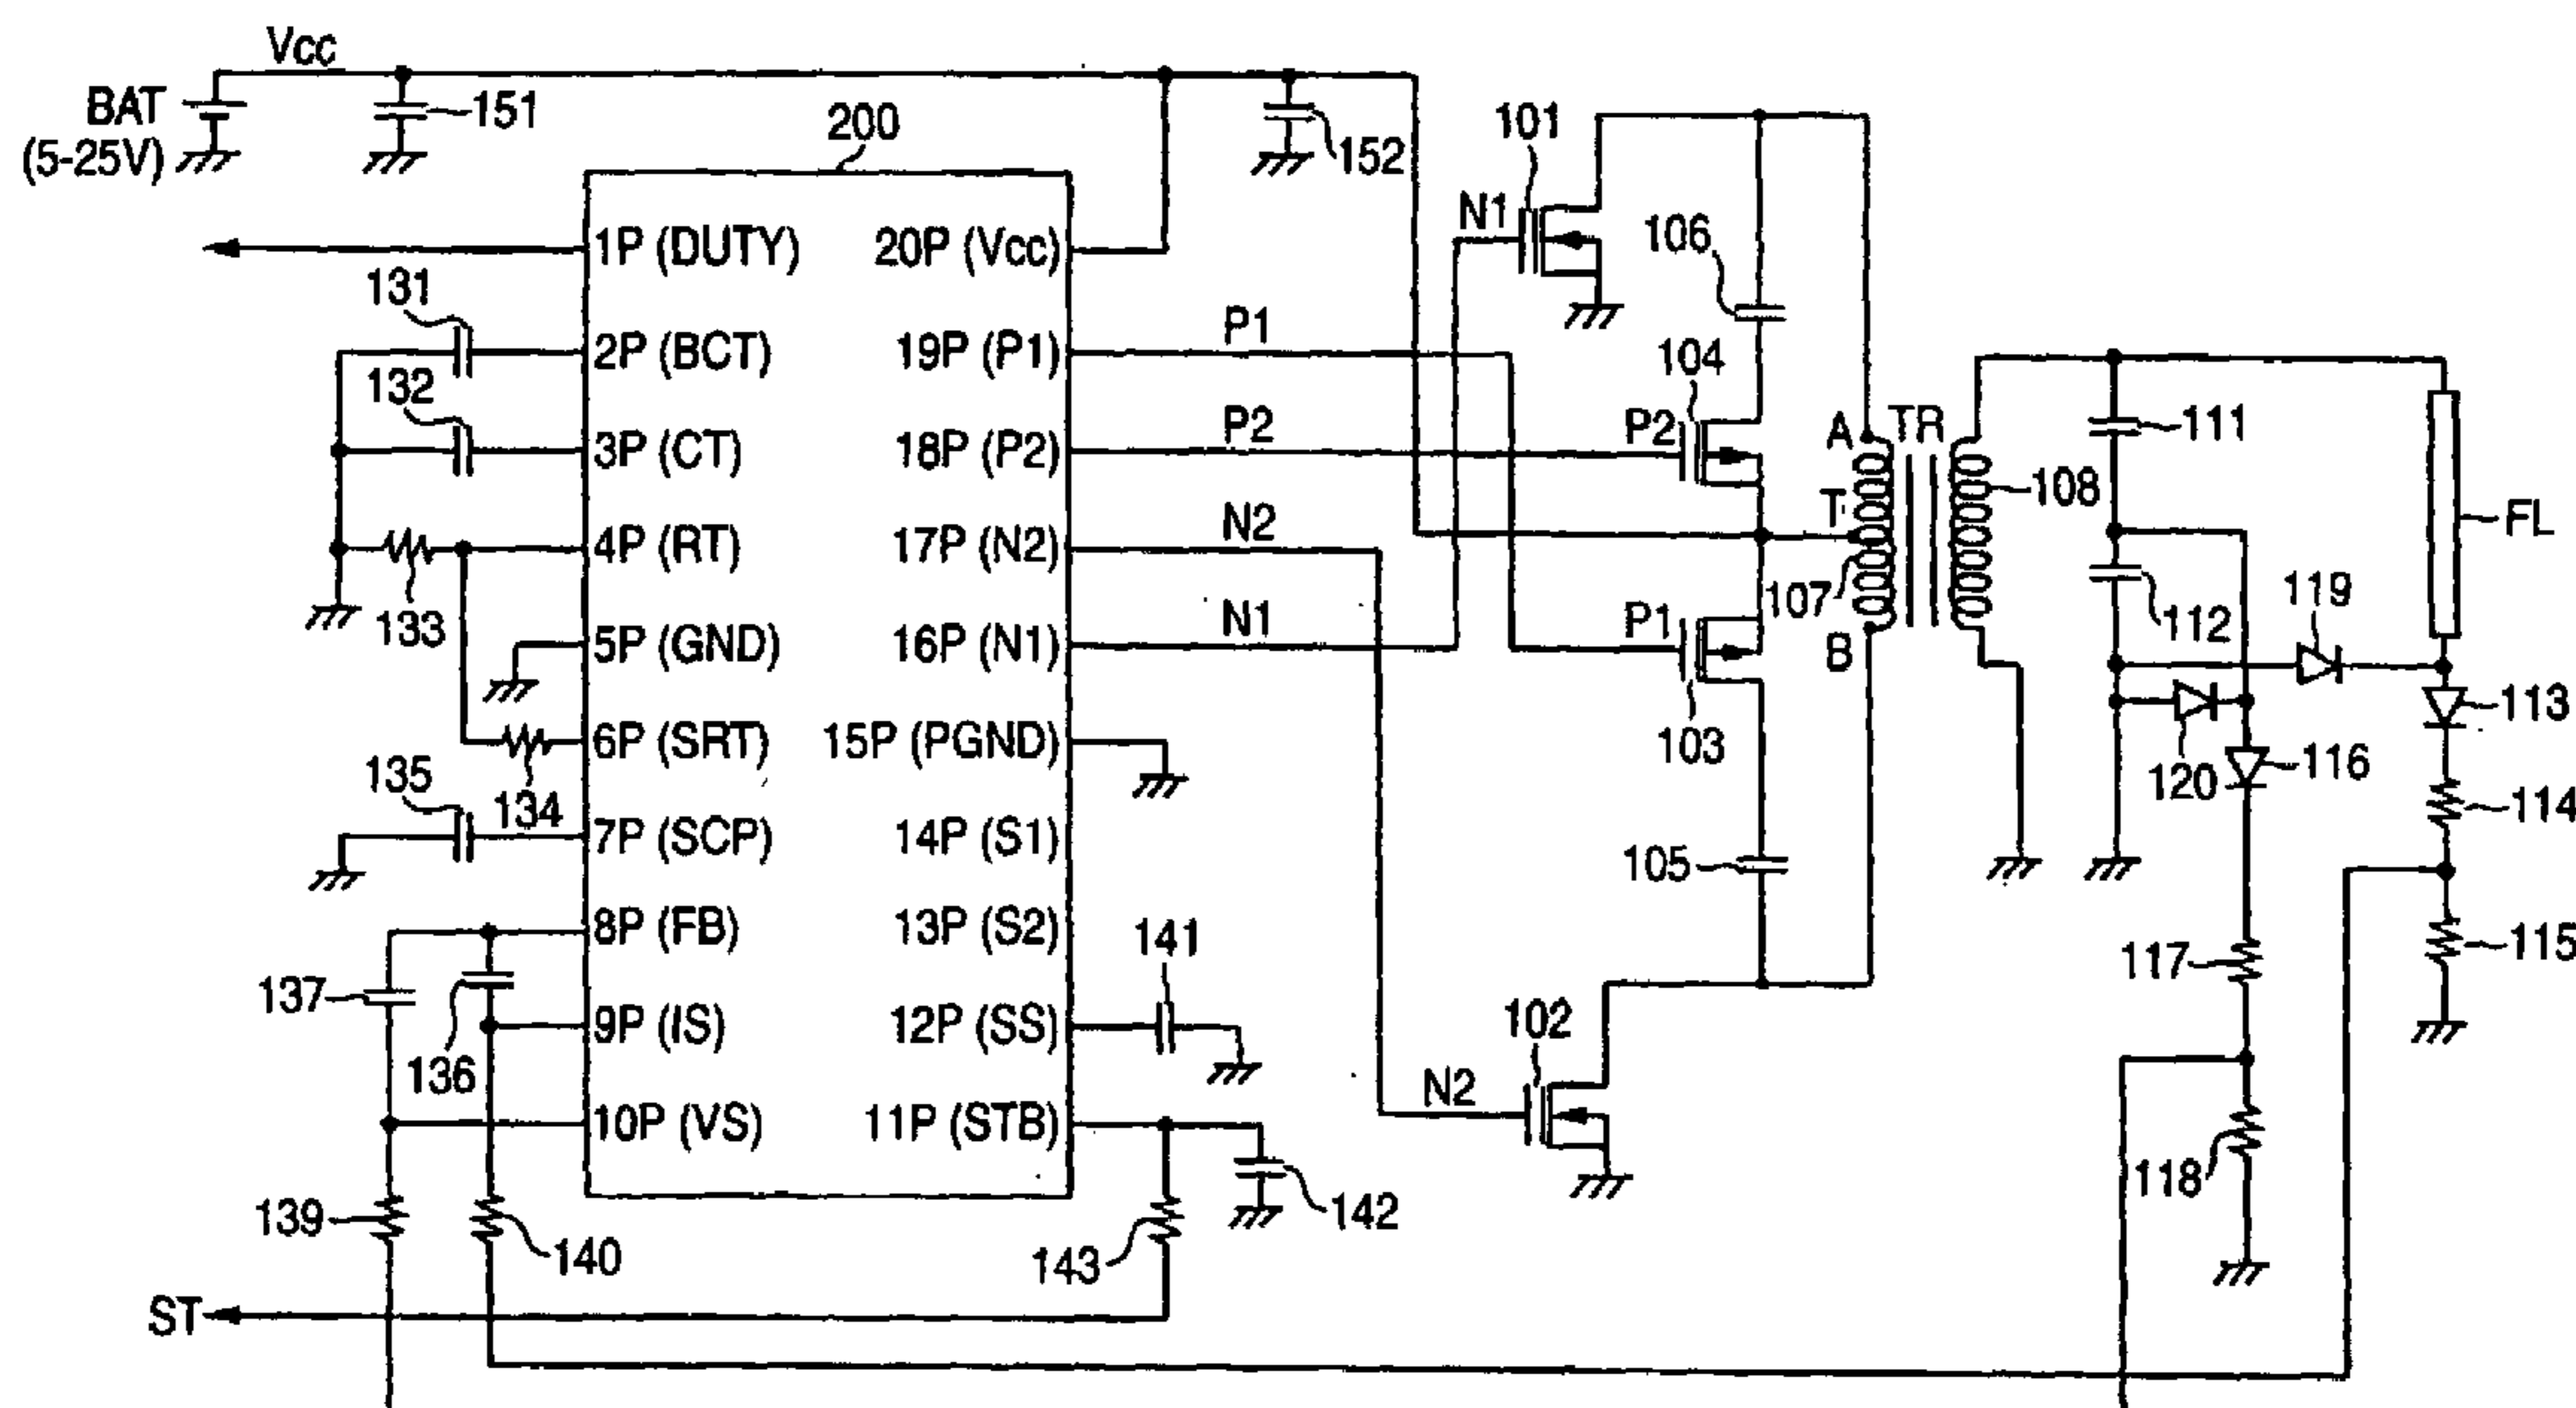 Vcc
BAT
(5-25V)
151
200
152
101
N1
106
1P (DUTY)
20P (Vcc)
131
2P (BCT)
19P (P1)
P1
104
132
3P (CT)
18P (P2)
P2
P2
A
TR
111
108
FL
T
4P (RT)
17P (N2)
N2
133
107
112
119
5P (GND)
16P (N1)
N1
P1
B
103
113
6P (SRT)
15P (PGND)
134
120
116
114
135
7P (SCP)
14P (S1)
105
8P (FB)
13P (S2)
141
117
115
137
136
9P (IS)
12P (SS)
102
10P (VS)
11P (STB)
N2
118
139
140
143
142
ST